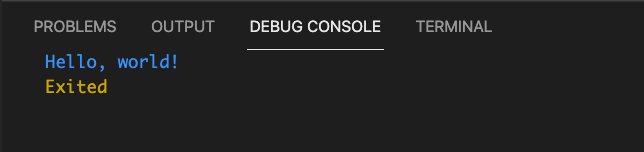 PROBLEMS OUTPUT DEBUG CONSOLE TERMINAL
Hello, world!
Exited